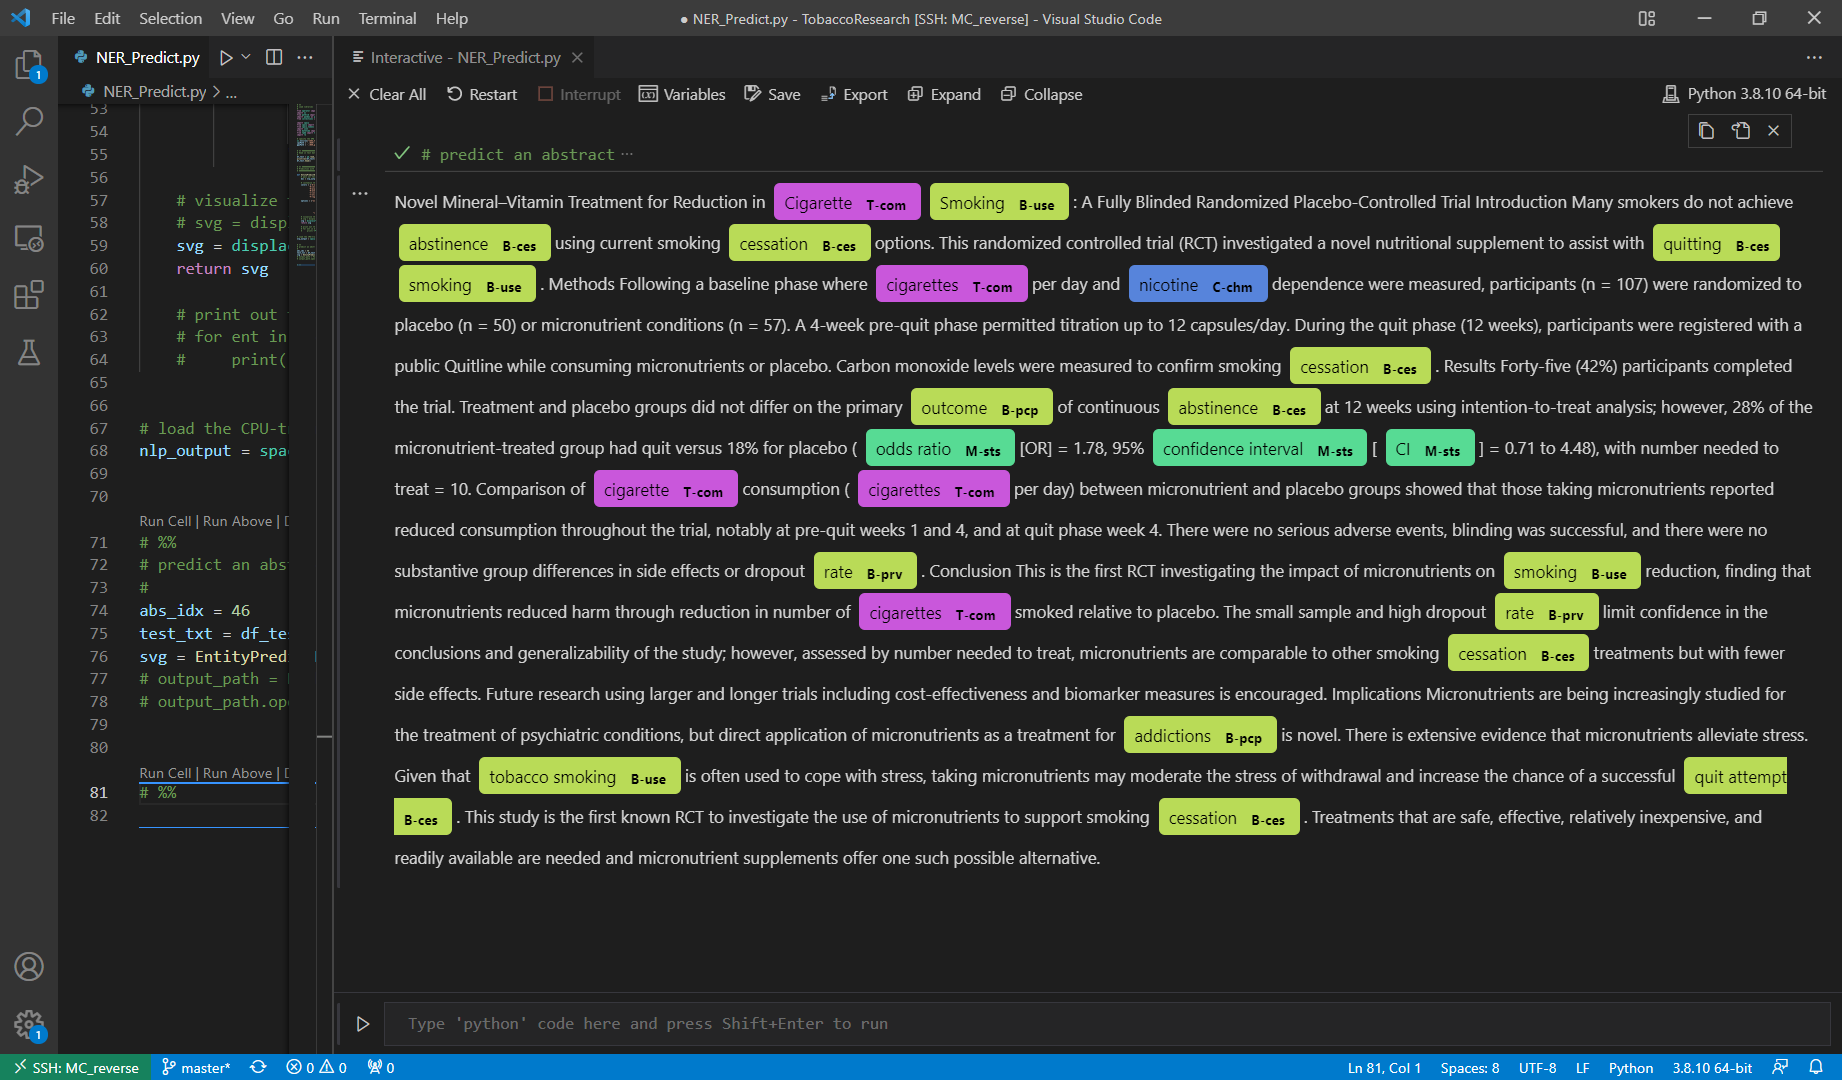 File Edit Selection View Go Run Terminal Help
● NER_Predict.py - TobaccoResearch [SSH: MC_reverse] - Visual Studio Code
NER_Predict.py
Interactive - NER_Predict.py
NER_Predict.py > ...
Clear All Restart Interrupt Variables Save Export Expand Collapse
Python 3.8.10 64-bit
1
53
54
55
56
57 # visualize
58 # svg = disp
59 svg = displa
60 return svg
61
62 # print out
63 # for ent in
64 # print(
65
66
67 # load the CPU-t
68 nlp_output = spa
69
70
Run Cell | Run Above |
71 # %%
72 # predict an abs
73 #
74 abs_idx = 46
75 test_txt = df_te
76 svg = EntityPred
77 # output_path =
78 # output_path.op
79
80
Run Cell | Run Above |
81 # %%
82
# predict an abstract ...
Novel Mineral–Vitamin Treatment for Reduction in Cigarette T-com Smoking B-use : A Fully Blinded Randomized Placebo-Controlled Trial Introduction Many smokers do not achieve
abstinence B-ces using current smoking cessation B-ces options. This randomized controlled trial (RCT) investigated a novel nutritional supplement to assist with quitting B-ces
smoking B-use . Methods Following a baseline phase where cigarettes T-com per day and nicotine C-chm dependence were measured, participants (n = 107) were randomized to
placebo (n = 50) or micronutrient conditions (n = 57). A 4-week pre-quit phase permitted titration up to 12 capsules/day. During the quit phase (12 weeks), participants were registered with a
public Quitline while consuming micronutrients or placebo. Carbon monoxide levels were measured to confirm smoking cessation B-ces . Results Forty-five (42%) participants completed
the trial. Treatment and placebo groups did not differ on the primary outcome B-pcp of continuous abstinence B-ces at 12 weeks using intention-to-treat analysis; however, 28% of the
micronutrient-treated group had quit versus 18% for placebo ( odds ratio M-sts [OR] = 1.78, 95% confidence interval M-sts [ CI M-sts ] = 0.71 to 4.48), with number needed to
treat = 10. Comparison of cigarette T-com consumption ( cigarettes T-com per day) between micronutrient and placebo groups showed that those taking micronutrients reported
reduced consumption throughout the trial, notably at pre-quit weeks 1 and 4, and at quit phase week 4. There were no serious adverse events, blinding was successful, and there were no
substantive group differences in side effects or dropout rate B-prv . Conclusion This is the first RCT investigating the impact of micronutrients on smoking B-use reduction, finding that
micronutrients reduced harm through reduction in number of cigarettes T-com smoked relative to placebo. The small sample and high dropout rate B-prv limit confidence in the
conclusions and generalizability of the study; however, assessed by number needed to treat, micronutrients are comparable to other smoking cessation B-ces treatments but with fewer
side effects. Future research using larger and longer trials including cost-effectiveness and biomarker measures is encouraged. Implications Micronutrients are being increasingly studied for
the treatment of psychiatric conditions, but direct application of micronutrients as a treatment for addictions B-pcp is novel. There is extensive evidence that micronutrients alleviate stress.
Given that tobacco smoking B-use is often used to cope with stress, taking micronutrients may moderate the stress of withdrawal and increase the chance of a successful quit attempt
B-ces . This study is the first known RCT to investigate the use of micronutrients to support smoking cessation B-ces . Treatments that are safe, effective, relatively inexpensive, and
readily available are needed and micronutrient supplements offer one such possible alternative.
Type 'python' code here and press Shift+Enter to run
1
SSH: MC_reverse master* 0 0 0
Ln 81, Col 1 Spaces: 8 UTF-8 LF Python 3.8.10 64-bit